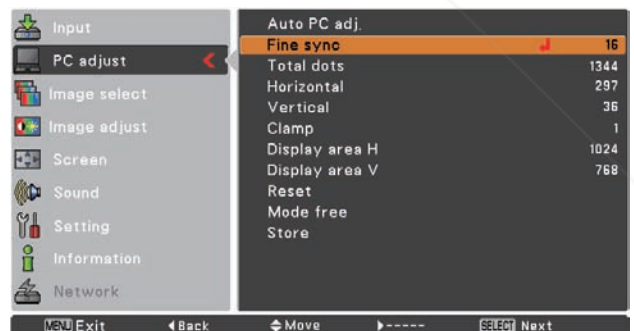 Input
PC adjust
Image select
Image adjust
Screen
Sound
Setting
Information
Network
Auto PC adj.
Fine sync 16
Total dots 1344
Horizontal 297
Vertical 36
Clamp 1
Display area H 1024
Display area V 768
Reset
Mode free
Store
MENU Exit Back Move ----- SELECT Next